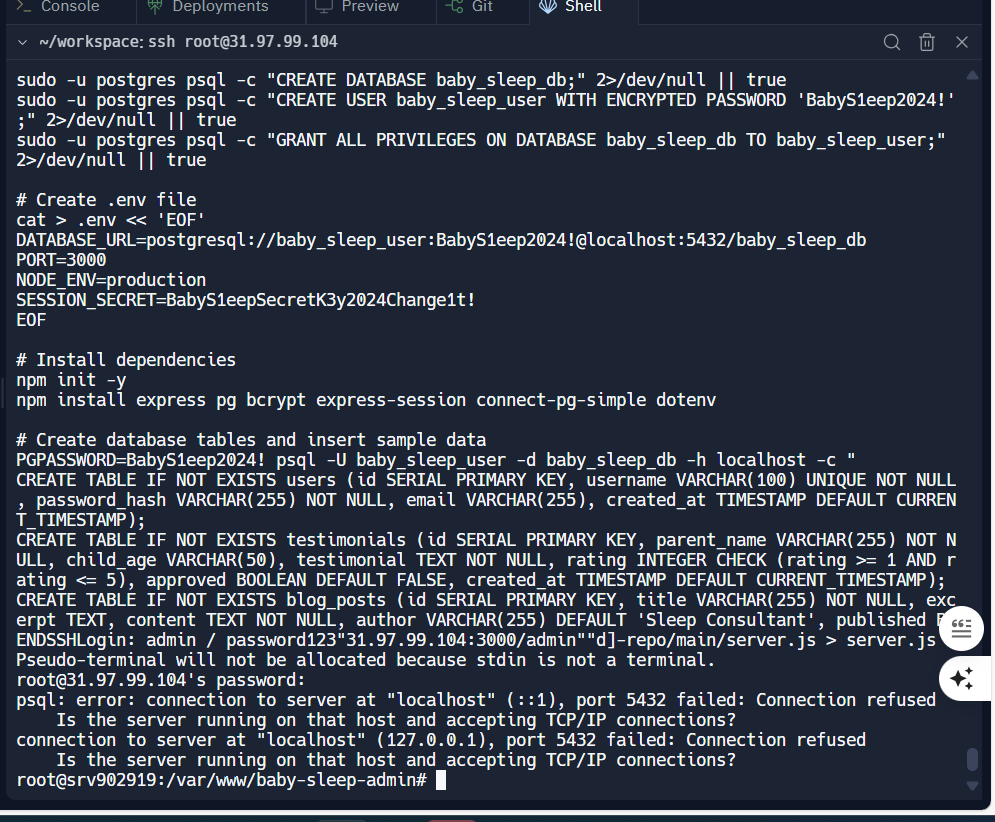 Console
Deployments
Preview
Git
Shell
~/workspace: ssh root@31.97.99.104
sudo -u postgres psql -c "CREATE DATABASE baby_sleep_db;" 2>/dev/null || true
sudo -u postgres psql -c "CREATE USER baby_sleep_user WITH ENCRYPTED PASSWORD 'BabyS1eep2024!'
;" 2>/dev/null || true
sudo -u postgres psql -c "GRANT ALL PRIVILEGES ON DATABASE baby_sleep_db TO baby_sleep_user;"
2>/dev/null || true
# Create .env file
cat > .env << 'EOF'
DATABASE_URL=postgresql://baby_sleep_user:BabyS1eep2024!@localhost:5432/baby_sleep_db
PORT=3000
NODE_ENV=production
SESSION_SECRET=BabyS1eepSecretK3y2024Change1t!
EOF
# Install dependencies
npm init -y
npm install express pg bcrypt express-session connect-pg-simple dotenv
# Create database tables and insert sample data
PGPASSWORD=BabyS1eep2024! psql -U baby_sleep_user -d baby_sleep_db -h localhost -c "
CREATE TABLE IF NOT EXISTS users (id SERIAL PRIMARY KEY, username VARCHAR(100) UNIQUE NOT NULL
, password_hash VARCHAR(255) NOT NULL, email VARCHAR(255), created_at TIMESTAMP DEFAULT CURREN
T_TIMESTAMP);
CREATE TABLE IF NOT EXISTS testimonials (id SERIAL PRIMARY KEY, parent_name VARCHAR(255) NOT N
ULL, child_age VARCHAR(50), testimonial TEXT NOT NULL, rating INTEGER CHECK (rating >= 1 AND r
ating <= 5), approved BOOLEAN DEFAULT FALSE, created_at TIMESTAMP DEFAULT CURRENT_TIMESTAMP);
CREATE TABLE IF NOT EXISTS blog_posts (id SERIAL PRIMARY KEY, title VARCHAR(255) NOT NULL, exc
erpt TEXT, content TEXT NOT NULL, author VARCHAR(255) DEFAULT 'Sleep Consultant', published
ENDSSHLogin: admin / password123"31.97.99.104:3000/admin""d]-repo/main/server.js > server.js
Pseudo-terminal will not be allocated because stdin is not a terminal.
root@31.97.99.104's password:
psql: error: connection to server at "localhost" (::1), port 5432 failed: Connection refused
Is the server running on that host and accepting TCP/IP connections?
connection to server at "localhost" (127.0.0.1), port 5432 failed: Connection refused
Is the server running on that host and accepting TCP/IP connections?
root@srv902919:/var/www/baby-sleep-admin#